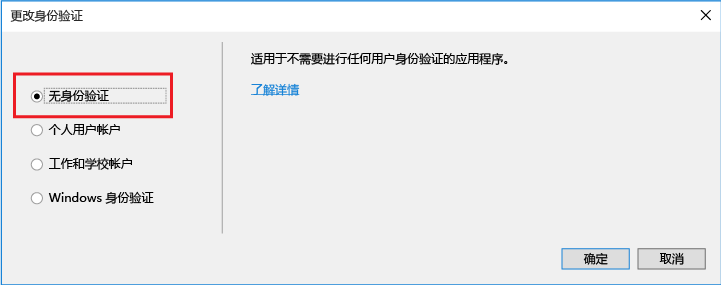 更改身份验证
无身份验证
个人用户帐户
工作和学校帐户
Windows 身份验证
适用于不需要进行任何用户身份验证的应用程序。
了解详情
确定
取消